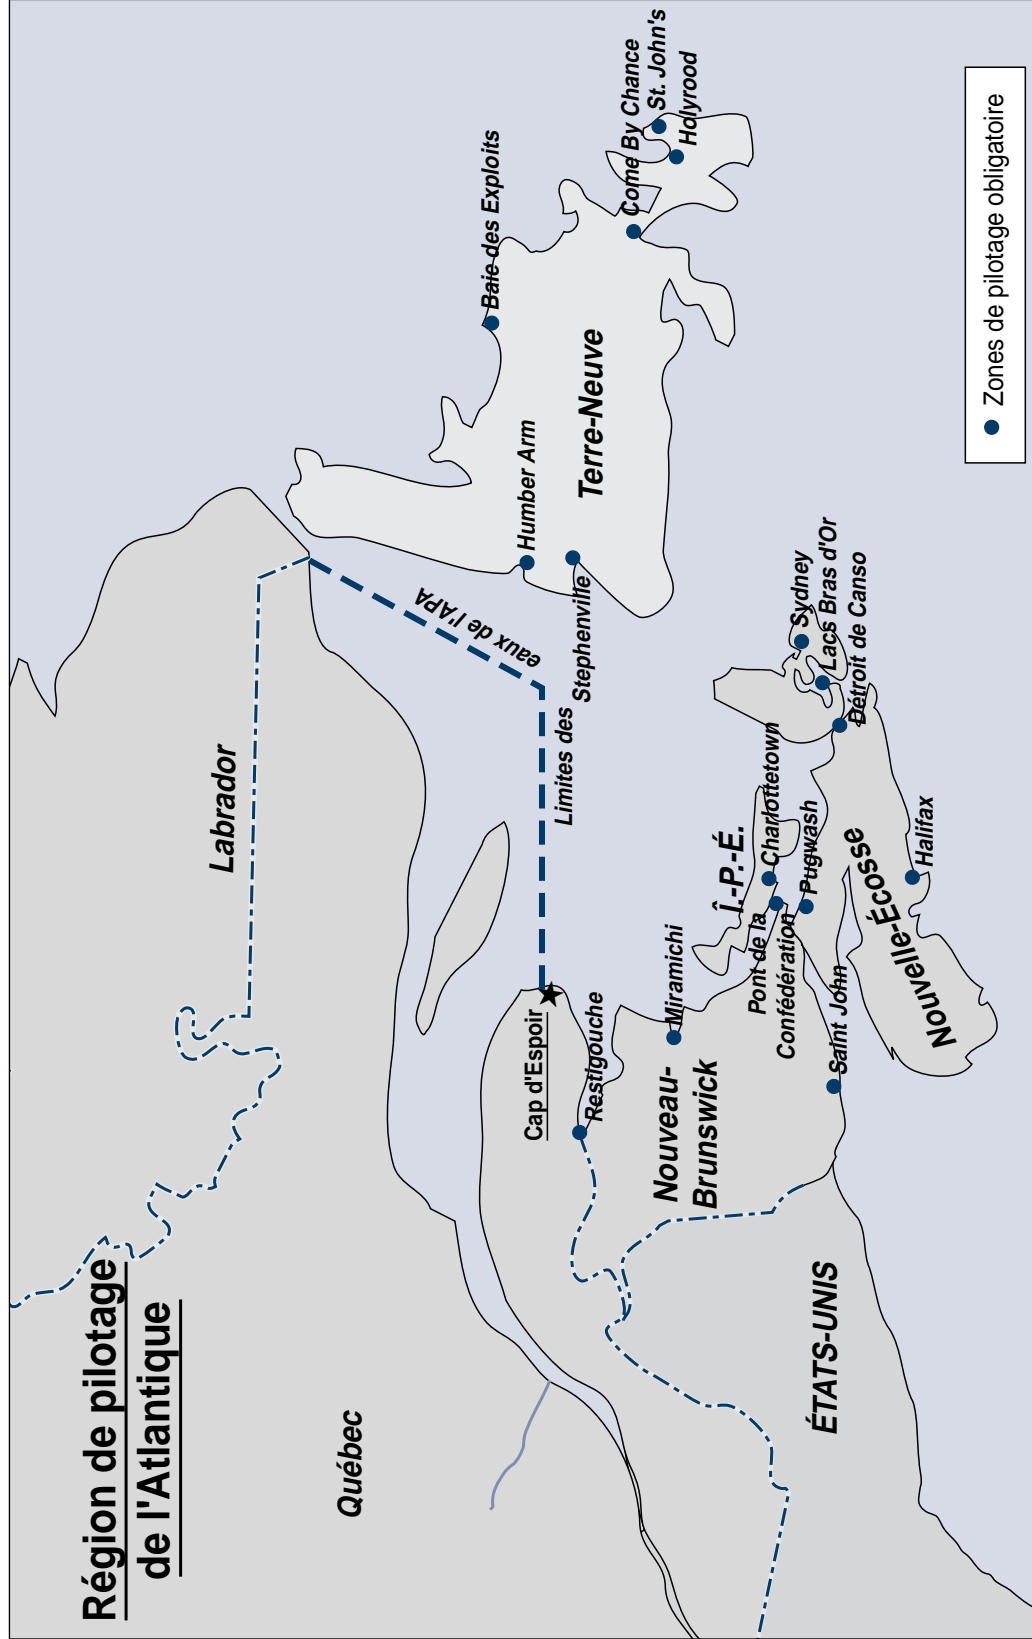 Région de pilotage
de l'Atlantique
Labrador
Québec
eaux de l'APA
Limites des
Cap d'Espoir
Baie des Exploits
Humber Arm
Stephenville
Terre-Neuve
Come By Chance
St. John's
Holyrood
Restigouche
Miramichi
Nouveau-
Brunswick
Î.-P.-É.
Charlottetown
Pont de la
Confédération
Pugwash
Sydney
Lacs Bras d'Or
Détroit de Canso
Saint John
Nouvelle-Écosse
Halifax
ÉTATS-UNIS
Zones de pilotage obligatoire